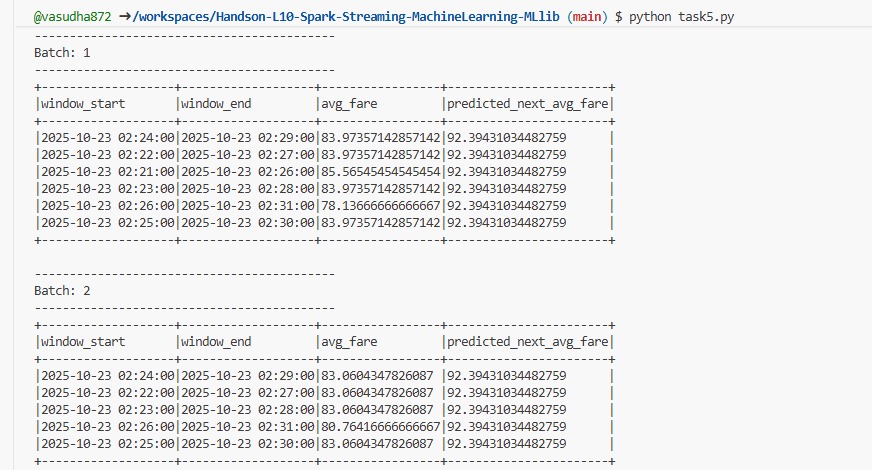 @vasudha872 →/workspaces/Handson-L10-Spark-Streaming-MachineLearning-MLlib (main) $ python task5.py
-------------------------------------------
Batch: 1
-------------------------------------------
+-------------------+-------------------+-----------------+-----------------------+
|window_start       |window_end         |avg_fare         |predicted_next_avg_fare|
+-------------------+-------------------+-----------------+-----------------------+
|2025-10-23 02:24:00|2025-10-23 02:29:00|83.97357142857142|92.39431034482759      |
|2025-10-23 02:22:00|2025-10-23 02:27:00|83.97357142857142|92.39431034482759      |
|2025-10-23 02:21:00|2025-10-23 02:26:00|85.56545454545454|92.39431034482759      |
|2025-10-23 02:23:00|2025-10-23 02:28:00|83.97357142857142|92.39431034482759      |
|2025-10-23 02:26:00|2025-10-23 02:31:00|78.13666666666667|92.39431034482759      |
|2025-10-23 02:25:00|2025-10-23 02:30:00|83.97357142857142|92.39431034482759      |
+-------------------+-------------------+-----------------+-----------------------+
-------------------------------------------
Batch: 2
-------------------------------------------
+-------------------+-------------------+-----------------+-----------------------+
|window_start       |window_end         |avg_fare         |predicted_next_avg_fare|
+-------------------+-------------------+-----------------+-----------------------+
|2025-10-23 02:24:00|2025-10-23 02:29:00|83.0604347826087 |92.39431034482759      |
|2025-10-23 02:22:00|2025-10-23 02:27:00|83.0604347826087 |92.39431034482759      |
|2025-10-23 02:23:00|2025-10-23 02:28:00|83.0604347826087 |92.39431034482759      |
|2025-10-23 02:26:00|2025-10-23 02:31:00|80.76416666666667|92.39431034482759      |
|2025-10-23 02:25:00|2025-10-23 02:30:00|83.0604347826087 |92.39431034482759      |
+-------------------+-------------------+-----------------+-----------------------+